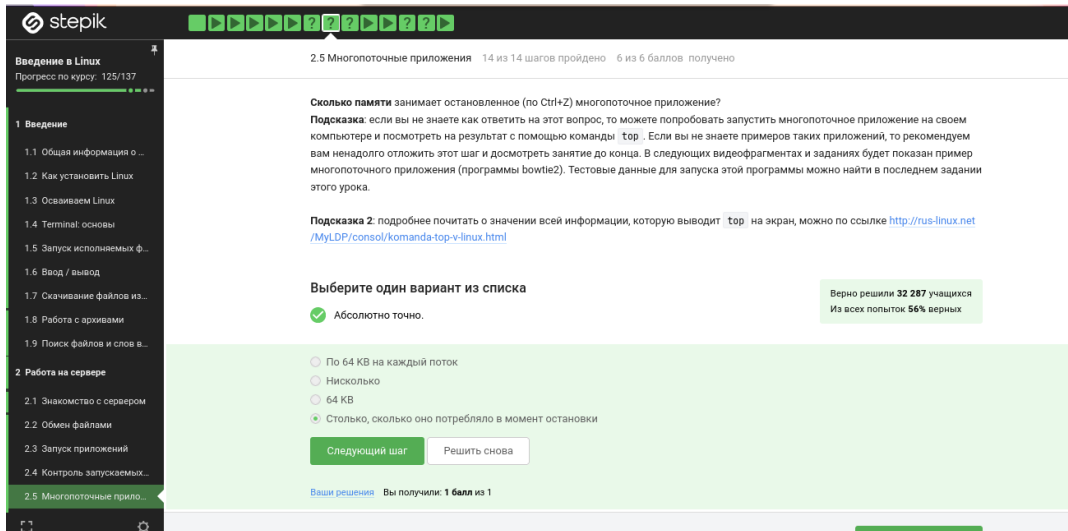 stepik
Введение в Linux
Прогресс по курсу: 125/137
1 Введение
1.1 Общая информация о ...
1.2 Как установить Linux
1.3 Осваиваем Linux
1.4 Terminal: основы
1.5 Запуск исполняемых ф...
1.6 Ввод / вывод
1.7 Скачивание файлов из...
1.8 Работа с архивами
1.9 Поиск файлов и слов в...
2 Работа на сервере
2.1 Знакомство с сервером
2.2 Обмен файлами
2.3 Запуск приложений
2.4 Контроль запускаемых...
2.5 Многопоточные прило...
2.5 Многопоточные приложения 14 из 14 шагов пройдено 6 из 6 баллов получено
Сколько памяти занимает остановленное (по Ctrl+Z) многопоточное приложение?
Подсказка: если вы не знаете как ответить на этот вопрос, то можете попробовать запустить многопоточное приложение на своем
компьютере и посмотреть на результат с помощью команды top . Если вы не знаете примеров таких приложений, то рекомендуем
вам ненадолго отложить этот шаг и досмотреть занятие до конца. В следующих видеофрагментах и заданиях будет показан пример
многопоточного приложения (программы bowtie2). Тестовые данные для запуска этой программы можно найти в последнем задании
этого урока.
Подсказка 2: подробнее почитать о значении всей информации, которую выводит top на экран, можно по ссылке http://rus-linux.net
/MyLDP/consol/komanda-top-v-linux.html
Выберите один вариант из списка
Абсолютно точно.
Верно решили 32 287 учащихся
Из всех попыток 56% верных
По 64 KB на каждый поток
Нисколько
64 KB
Столько, сколько оно потребляло в момент остановки
Следующий шаг
Решить снова
Ваши решения Вы получили: 1 балл из 1